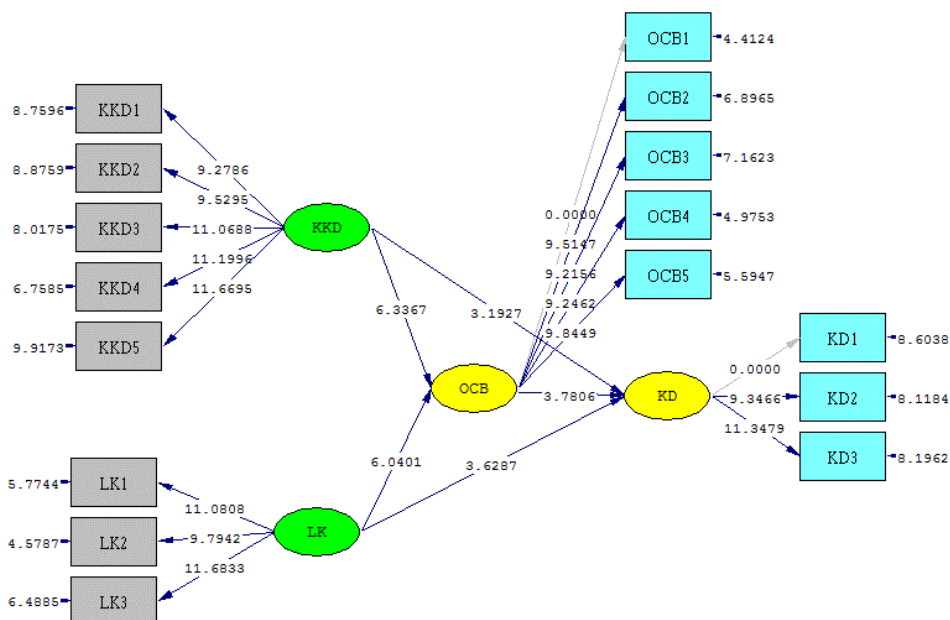 OCB1
4.4124
OCB2
6.8965
8.7596
KKD1
9.2786
8.8759
KKD2
9.5295
OCB3
7.1623
8.0175
KKD3
11.0688
KKD
0.0000
OCB4
4.9753
6.7585
KKD4
11.1996
9.5147
9.2156
OCB5
5.5947
11.6695
9.2462
9.9173
KKD5
6.3367
3.1927
9.8449
KD1
8.6038
0.0000
OCB
3.7806
KD
9.3466
KD2
8.1184
11.3479
6.0401
3.6287
KD3
8.1962
5.7744
LK1
11.0808
LK
4.5787
LK2
9.7942
11.6833
6.4885
LK3